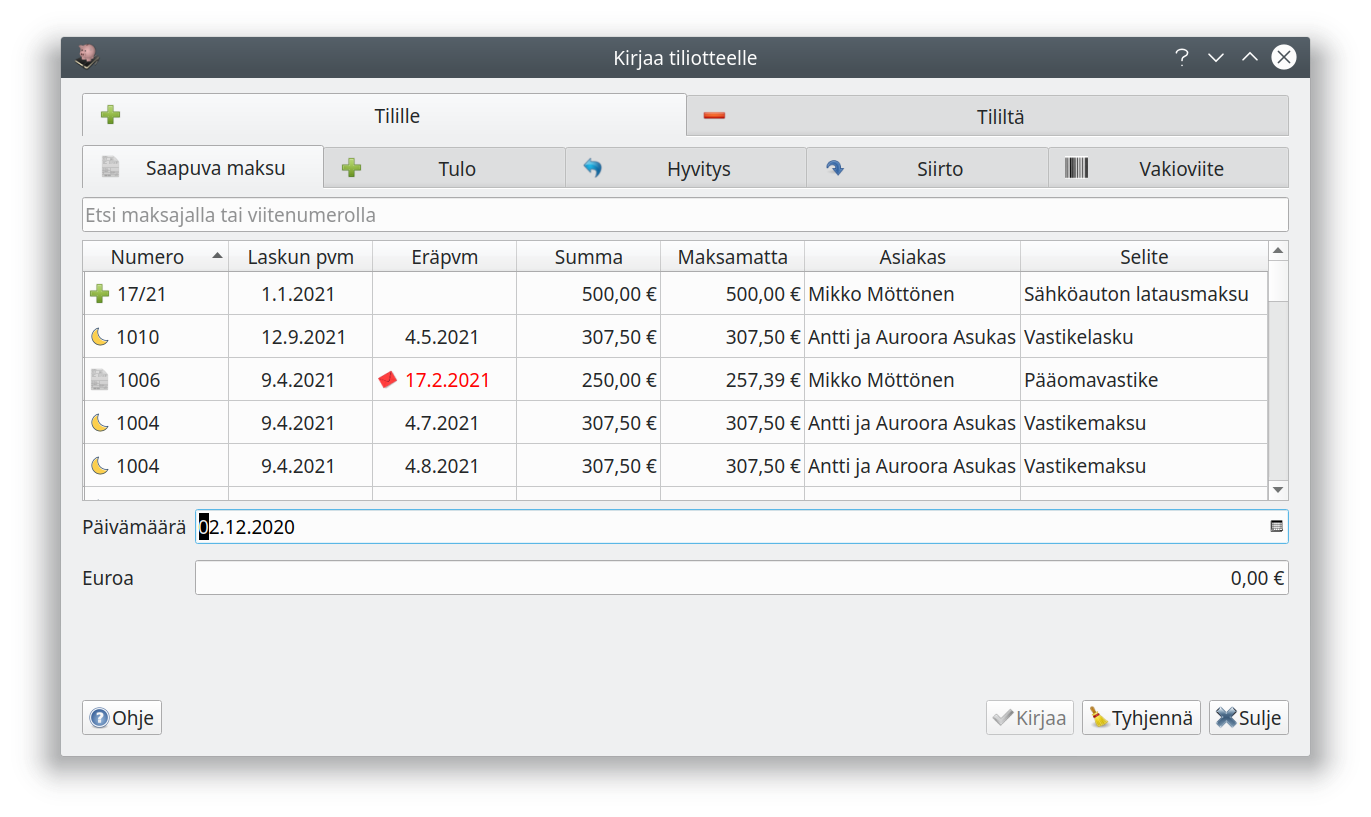 Kirjaa tiliotteelle
Tilille Tililtä
Saapuva maksu Tulo Hyvitys Siirto Vakioviite
Etsi maksajalla tai viitenumerolla
Numero Laskun pvm Eräpvm Summa Maksamatta Asiakas Selite
17/21 1.1.2021 500,00 € 500,00 € Mikko Möttönen Sähköauton latausmaksu
1010 12.9.2021 4.5.2021 307,50 € 307,50 € Antti ja Auroora Asukas Vastikelasku
1006 9.4.2021 17.2.2021 250,00 € 257,39 € Mikko Möttönen Pääomavastike
1004 9.4.2021 4.7.2021 307,50 € 307,50 € Antti ja Auroora Asukas Vastikemaksu
1004 9.4.2021 4.8.2021 307,50 € 307,50 € Antti ja Auroora Asukas Vastikemaksu
Päivämäärä 02.12.2020
Euroa 0,00 €
Ohje Kirjaa Tyhjennä Sulje